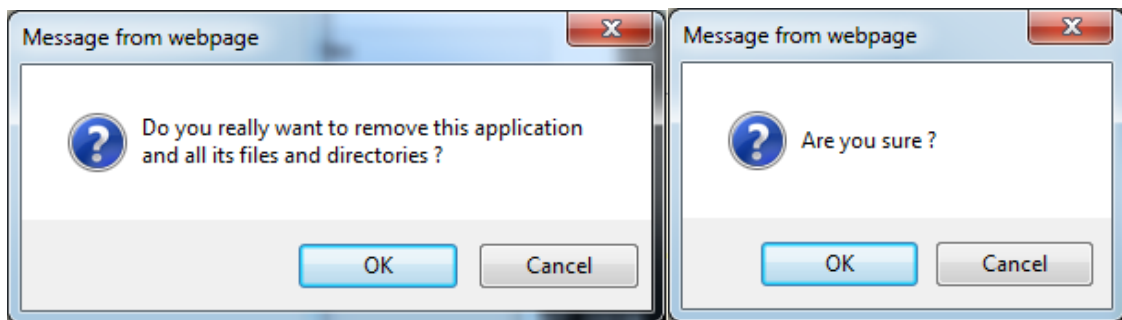 Message from webpage
Do you really want to remove this application
and all its files and directories ?
OK
Cancel
Message from webpage
Are you sure ?
OK
Cancel